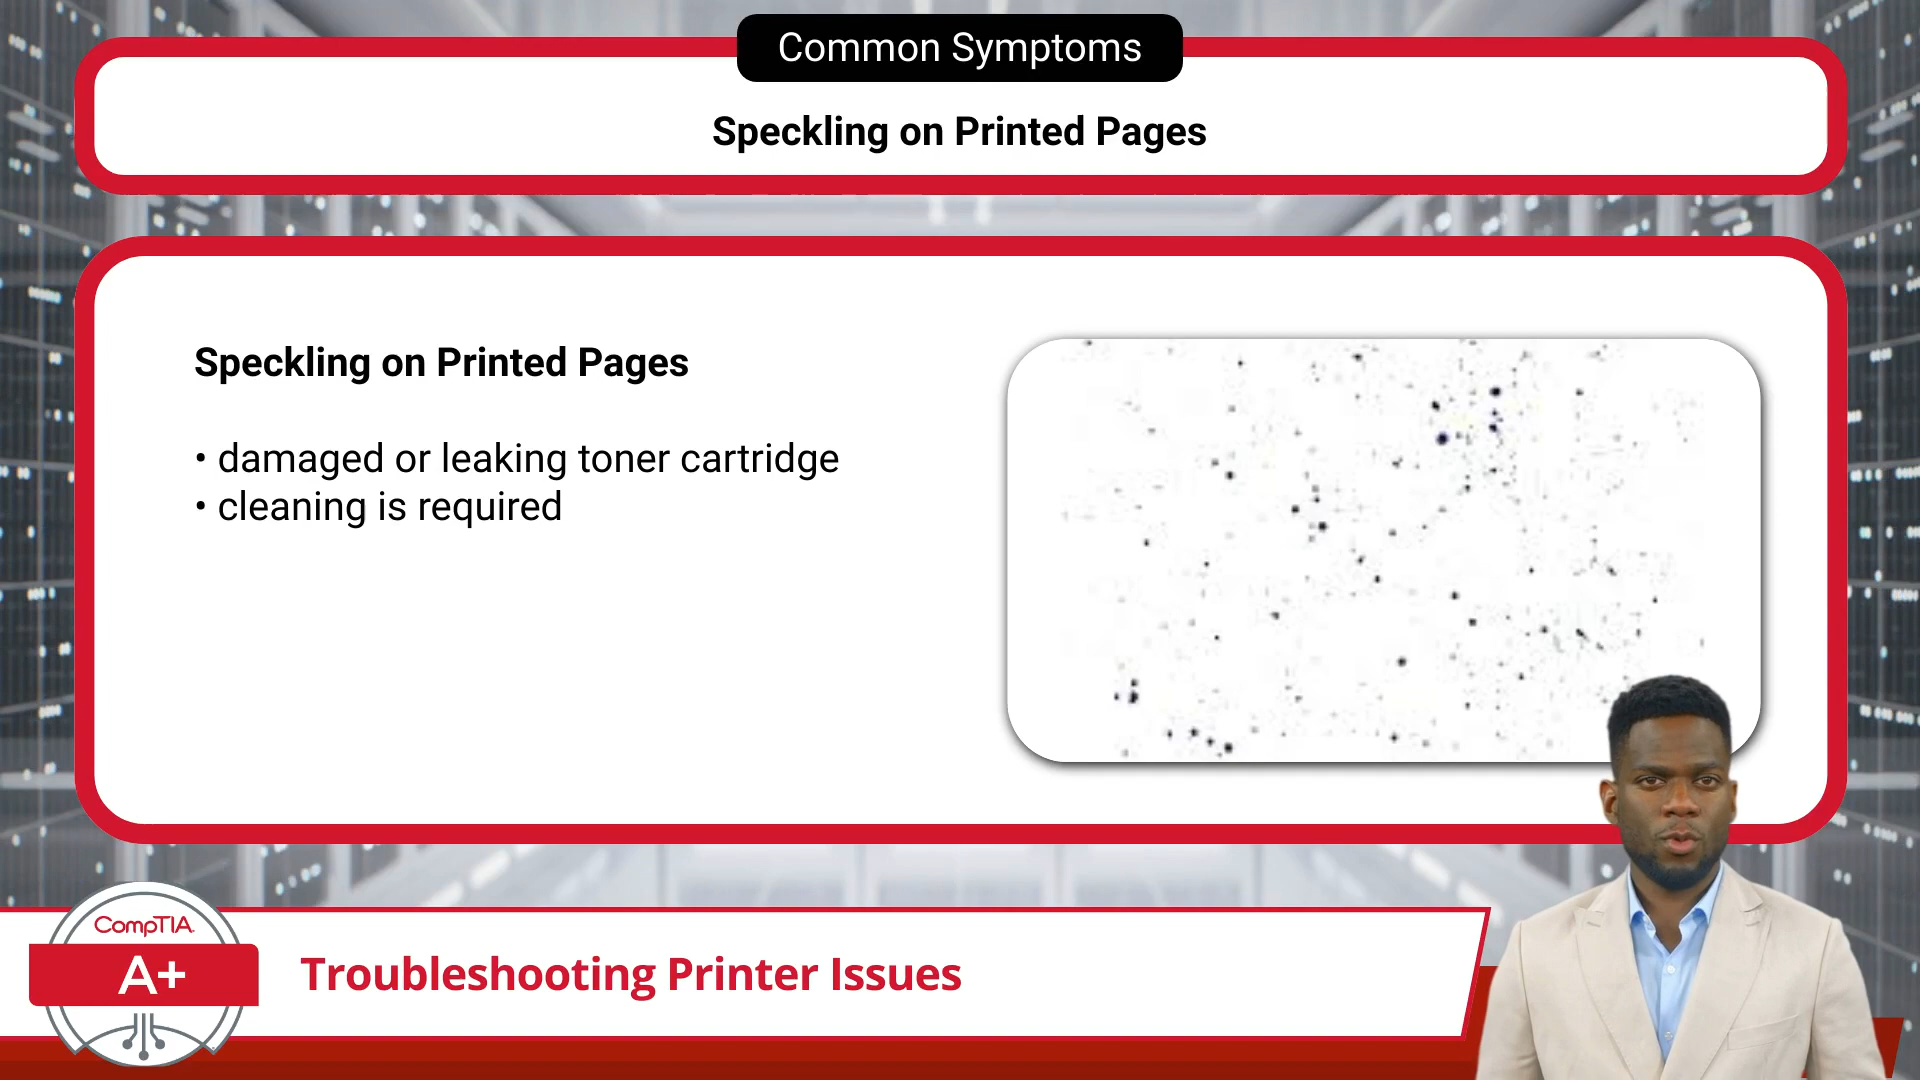 Common Symptoms
Speckling on Printed Pages
Speckling on Printed Pages
• damaged or leaking toner cartridge
• cleaning is required
CompTIA.
A+
Troubleshooting Printer Issues